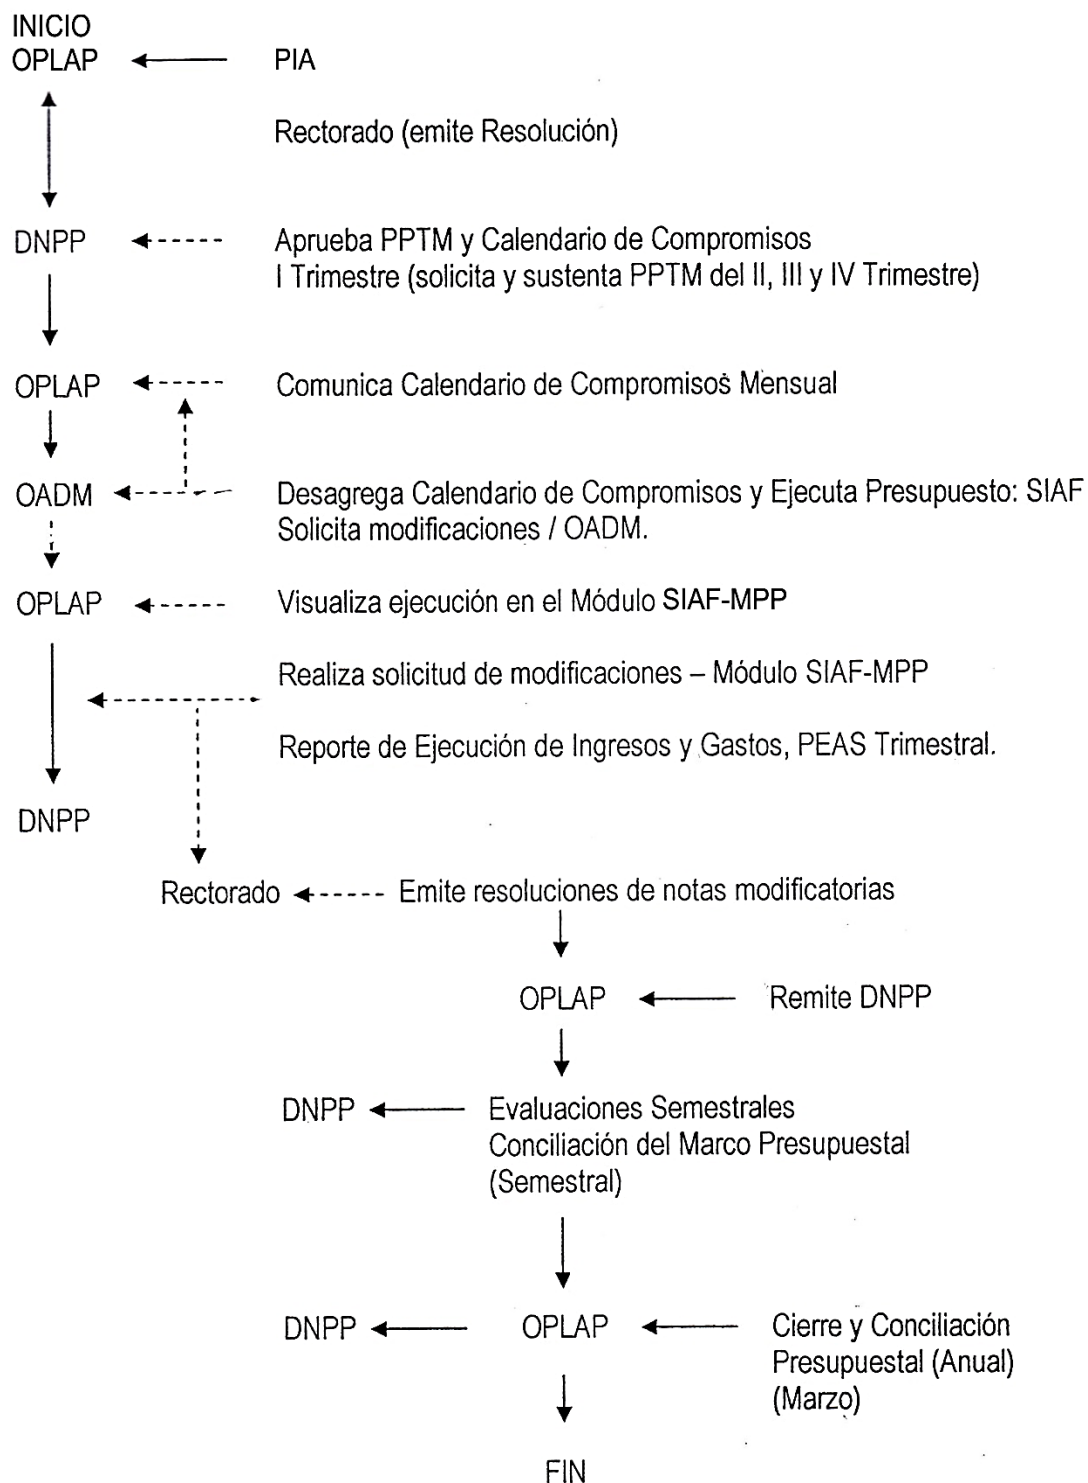 INICIO
OPLAP PIA
Rectorado (emite Resolución)
DNPP Aprueba PPTM y Calendario de Compromisos
I Trimestre (solicita y sustenta PPTM del II, III y IV Trimestre)
OPLAP Comunica Calendario de Compromisos Mensual
OADM Desagrega Calendario de Compromisos y Ejecuta Presupuesto: SIAF
Solicita modificaciones / OADM.
OPLAP Visualiza ejecución en el Módulo SIAF-MPP
Realiza solicitud de modificaciones – Módulo SIAF-MPP
Reporte de Ejecución de Ingresos y Gastos, PEAS Trimestral.
DNPP
Rectorado Emite resoluciones de notas modificatorias
OPLAP Remite DNPP
DNPP Evaluaciones Semestrales
Conciliación del Marco Presupuestal
(Semestral)
DNPP OPLAP Cierre y Conciliación
Presupuestal (Anual)
(Marzo)
FIN